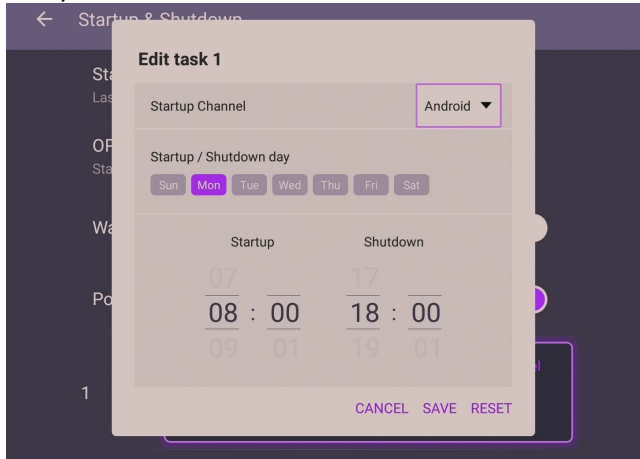 Startup & Shutdown
Edit task 1
Startup Channel
Android
Startup / Shutdown day
Sun Mon Tue Wed Thu Fri Sat
Startup Shutdown
07 17
08 : 00 18 : 00
09 01 19 01
1
CANCEL SAVE RESET